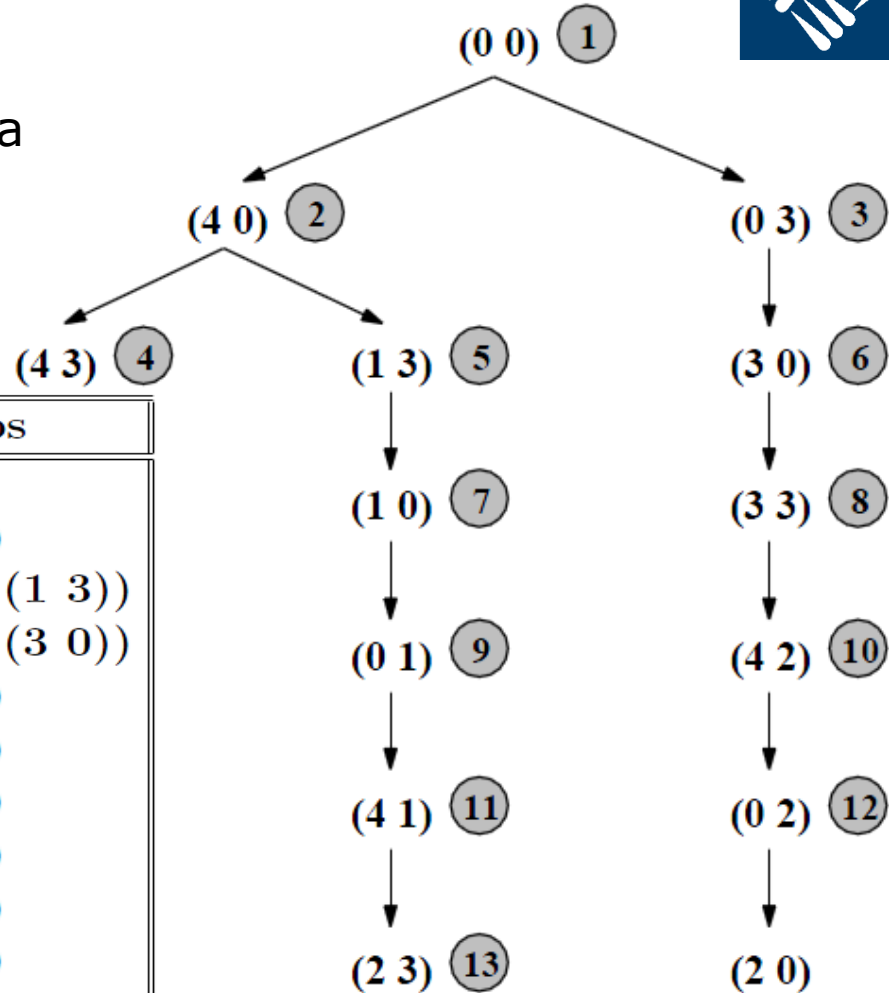 (0 0) 1
a
(4 0) 2
(0 3) 3
(4 3) 4
(1 3) 5
(3 0) 6
os
(1 0) 7
(3 3) 8
)
(1 3))
(3 0))
(0 1) 9
(4 2) 10
)
)
(4 1) 11
(0 2) 12
)
)
)
(2 3) 13
(2 0)
)